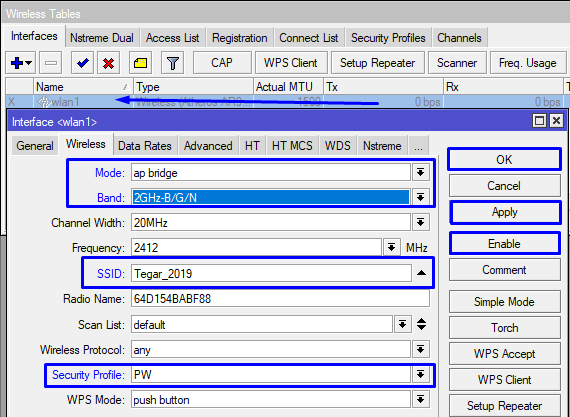 Wireless Tables
Interfaces Nstreme Dual Access List Registration Connect List Security Profiles Channels
CAP WPS Client Setup Repeater Scanner Freq. Usage
Name Type Actual MTU Tx Rx T
X wlan1 Wireless (Atheros AR9... 1500 0 bps 0 bps
Interface <wlan1>
General Wireless Data Rates Advanced HT HT MCS WDS Nstreme ...
Mode: ap bridge
Band: 2GHz-B/G/N
Channel Width: 20MHz
Frequency: 2412 MHz
SSID: Tegar_2019
Radio Name: 64D154BABF88
Scan List: default
Wireless Protocol: any
Security Profile: PW
WPS Mode: push button
OK
Cancel
Apply
Enable
Comment
Simple Mode
Torch
WPS Accept
WPS Client
Setup Repeater